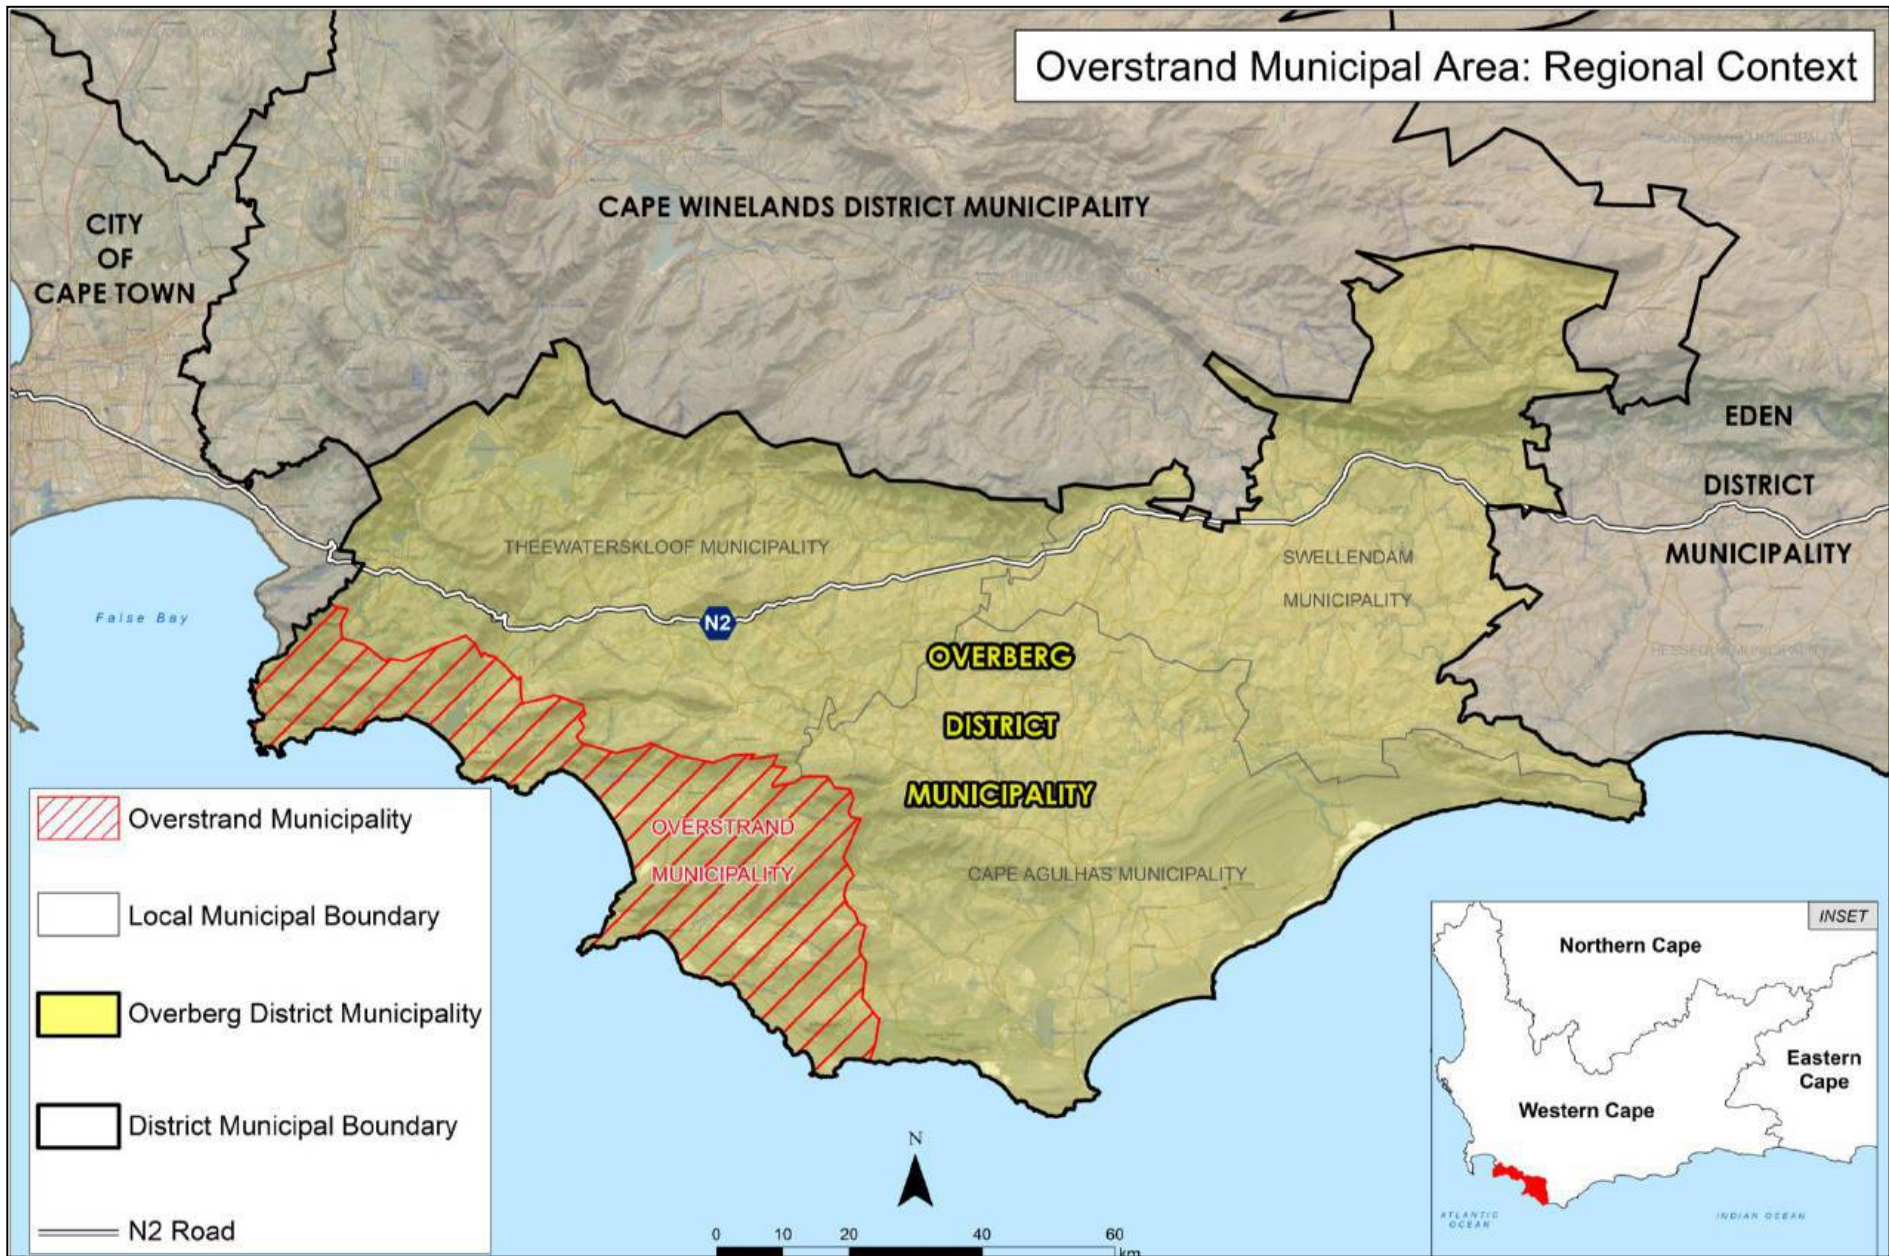 Overstrand Municipal Area: Regional Context
CAPE WINELANDS DISTRICT MUNICIPALITY
CITY
OF
CAPE TOWN
EDEN
DISTRICT
MUNICIPALITY
THEEWATERSKLOOF MUNICIPALITY
SWELLENDAM
MUNICIPALITY
False Bay
N2
OVERBERG
DISTRICT
MUNICIPALITY
OVERSTRAND
MUNICIPALITY
CAPE AGULHAS MUNICIPALITY
Overstrand Municipality
Local Municipal Boundary
Overberg District Municipality
District Municipal Boundary
N2 Road
N
0 10 20 40 60
km
INSET
Northern Cape
Eastern
Cape
Western Cape
ATLANTIC
OCEAN
INDIAN OCEAN